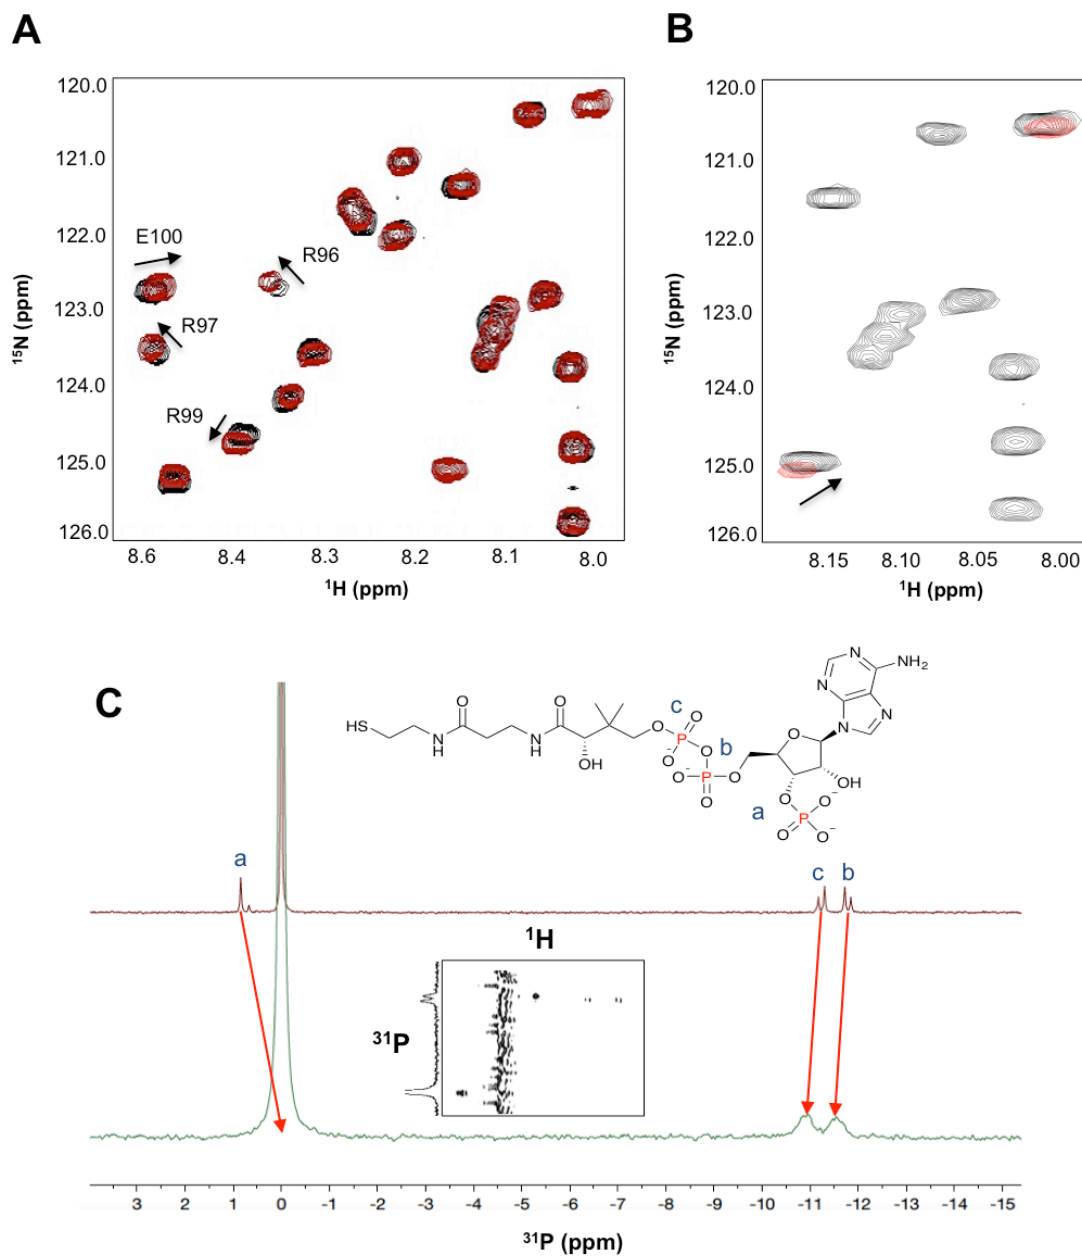 A
120.0
121.0
122.0
123.0
124.0
125.0
126.0
15N (ppm)
E100
R96
R97
R99
8.6 8.4 8.3 8.2 8.1 8.0
1H (ppm)
B
120.0
121.0
122.0
123.0
124.0
125.0
126.0
15N (ppm)
8.15 8.10 8.05 8.00
1H (ppm)
C
HS
O
N
H
O
N
H
OH
O
c
P
O
O−
b
O
−O
P
O
O
O
N
N
N
N
NH2
OH
O
a
P
O
O−
O−
a
c b
1H
31P
3 1 0 -1 -2 -3 -4 -5 -6 -7 -8 -9 -10 -11 -12 -13 -14 -15
31P (ppm)